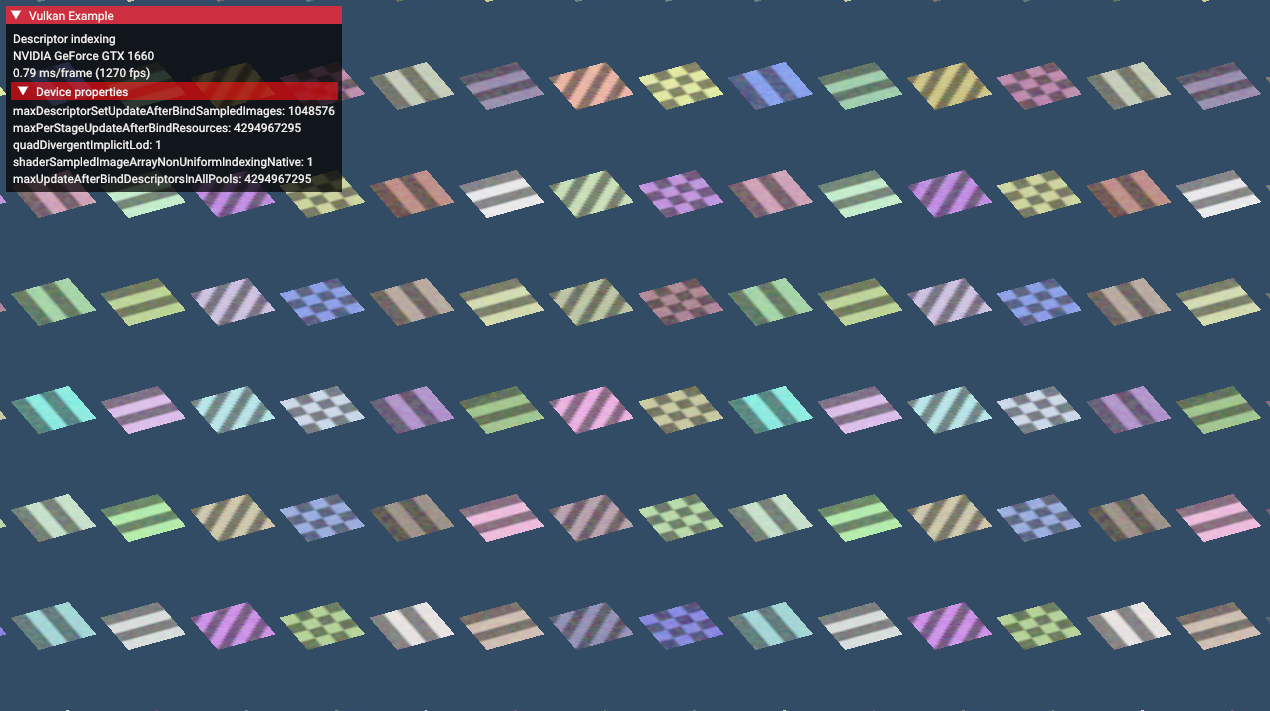 Vulkan Example
Descriptor indexing
NVIDIA GeForce GTX 1660
0.79 ms/frame (1270 fps)
Device properties
maxDescriptorSetUpdateAfterBindSampledImages: 1048576
maxPerStageUpdateAfterBindResources: 4294967295
quadDivergentImplicitLod: 1
shaderSampledImageArrayNonUniformIndexingNative: 1
maxUpdateAfterBindDescriptorsInAllPools: 4294967295